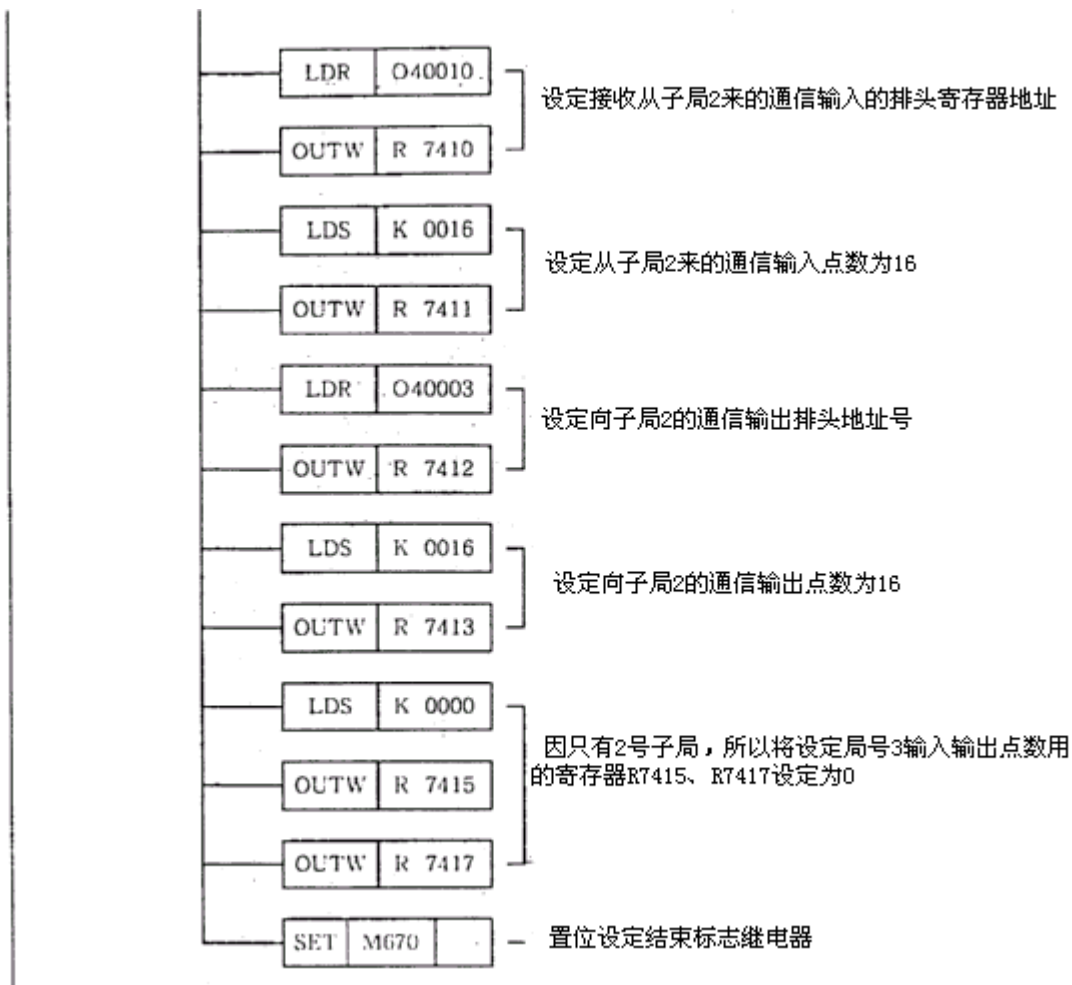 LDR O40010
设定接收从子局2来的通信输入的排头寄存器地址
OUTW R 7410
LDS K 0016
设定从子局2来的通信输入点数为16
OUTW R 7411
LDR O40003
设定向子局2的通信输出排头地址号
OUTW R 7412
LDS K 0016
设定向子局2的通信输出点数为16
OUTW R 7413
LDS K 0000
因只有2号子局，所以将设定局号3输入输出点数用
的寄存器R7415、R7417设定为0
OUTW R 7415
OUTW R 7417
SET M670
置位设定结束标志继电器